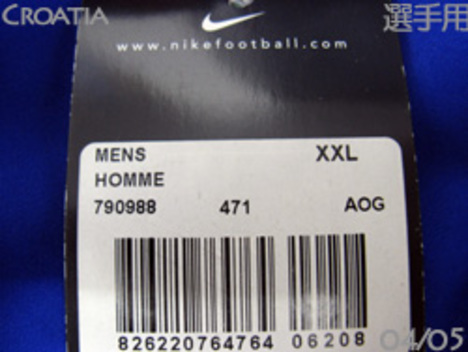 CROATIA 選手用
www.nikefootball.com
MENS XXL
HOMME
790988 471 AOG
826220764764 06208
04/05